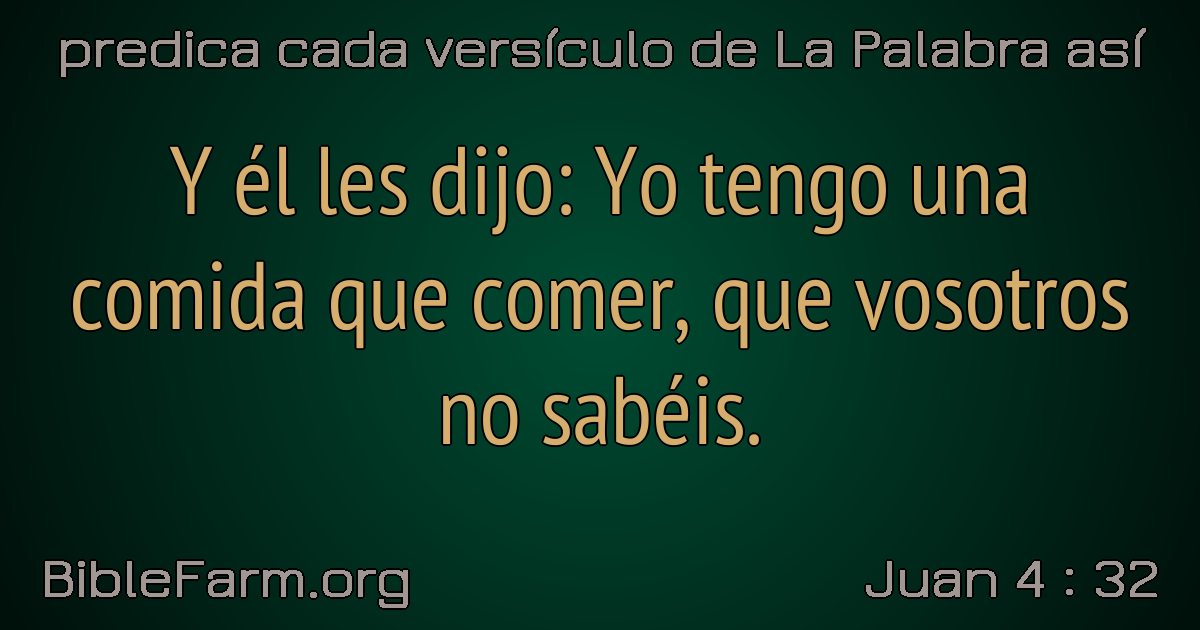 predica cada versículo de La Palabra así
Y él les dijo: Yo tengo una
comida que comer, que vosotros
no sabéis.
BibleFarm.org
Juan 4 : 32